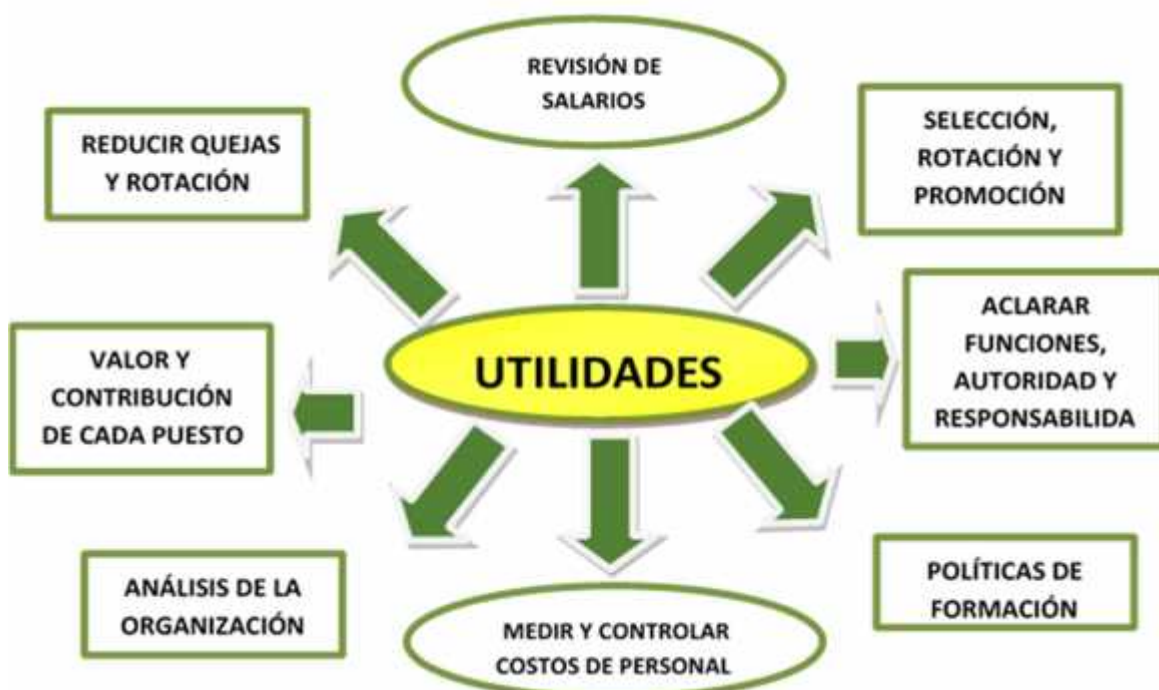 REVISIÓN DE
SALARIOS
REDUCIR QUEJAS
Y ROTACIÓN
SELECCIÓN,
ROTACIÓN Y
PROMOCIÓN
VALOR Y
CONTRIBUCIÓN
DE CADA PUESTO
UTILIDADES
ACLARAR
FUNCIONES,
AUTORIDAD Y
RESPONSABILIDA
ANÁLISIS DE LA
ORGANIZACIÓN
MEDIR Y CONTROLAR
COSTOS DE PERSONAL
POLÍTICAS DE
FORMACIÓN